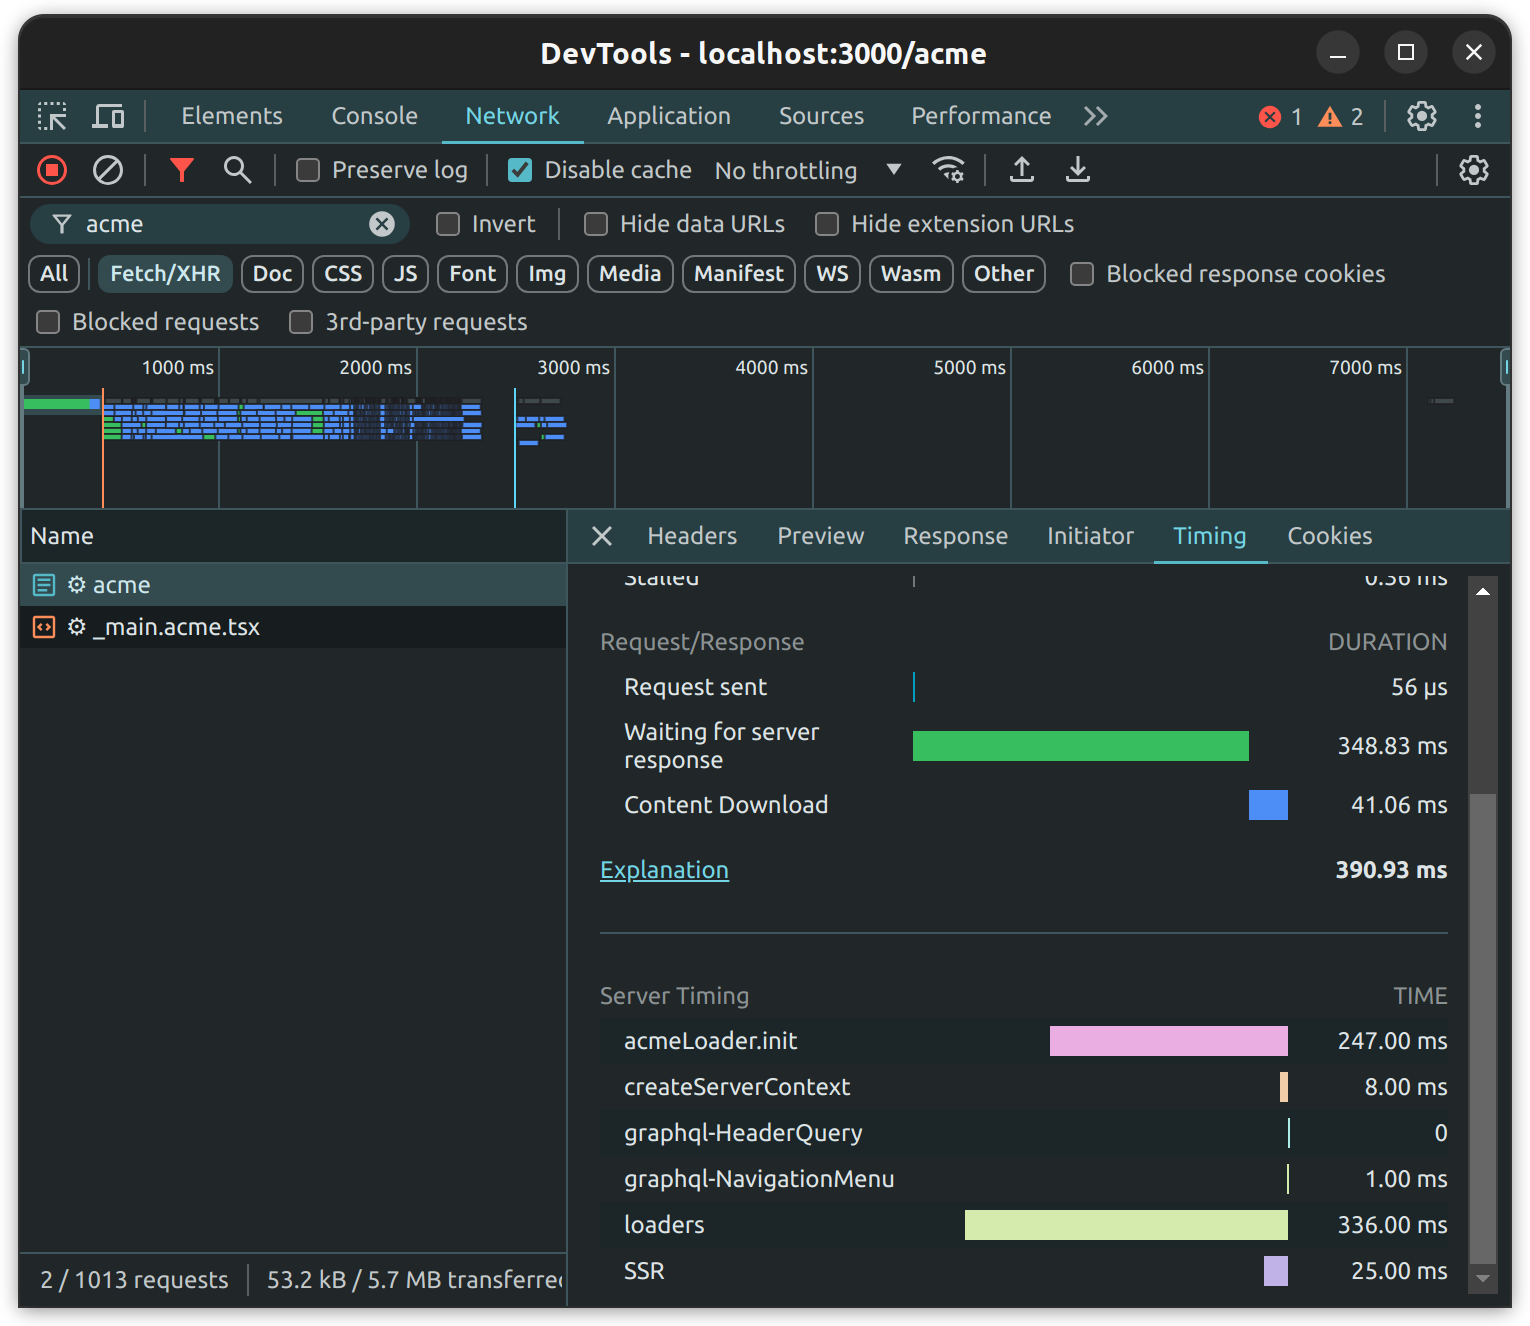 DevTools - localhost:3000/acme
Elements Console Network Application Sources Performance 1 2
Preserve log Disable cache No throttling
acme Invert Hide data URLs Hide extension URLs
All Fetch/XHR Doc CSS JS Font Img Media Manifest WS Wasm Other Blocked response cookies
Blocked requests 3rd-party requests
1000 ms 2000 ms 3000 ms 4000 ms 5000 ms 6000 ms 7000 ms
Name Headers Preview Response Initiator Timing Cookies
acme
_main.acme.tsx
Stalled 0.36 ms
Request/Response DURATION
Request sent 56 μs
Waiting for server
response 348.83 ms
Content Download 41.06 ms
Explanation 390.93 ms
Server Timing TIME
acmeLoader.init 247.00 ms
createServerContext 8.00 ms
graphql-HeaderQuery 0
graphql-NavigationMenu 1.00 ms
loaders 336.00 ms
SSR 25.00 ms
2 / 1013 requests 53.2 kB / 5.7 MB transferred